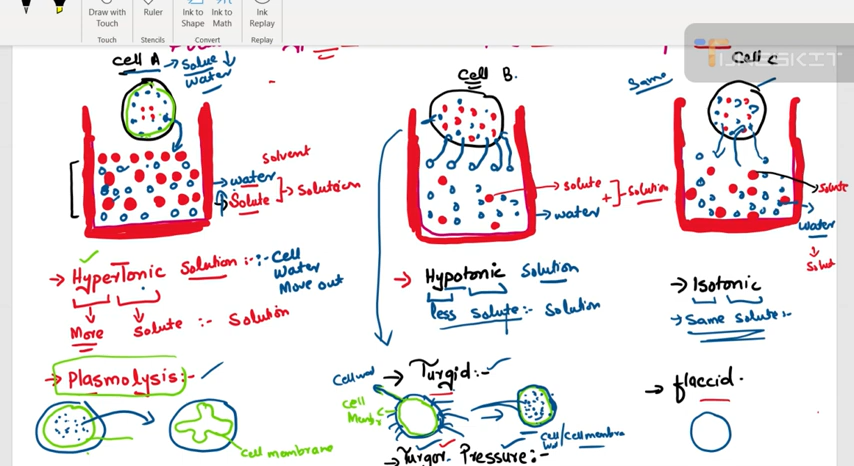 Draw with Touch
Ruler
Ink to Shape
Ink to Math
Ink Replay
Touch
Stencils
Convert
Replay
TUNESKIT
Cell A → Solute ↓
Water
Solvent
→ water
→ Solute
→ Solution
→ HyperTonic Solution :- :- Cell
Water
Move out
More Solute :- Solution
→ Plasmolysis :-
Cell membrane
Cell B.
→ Solute
+
→ water
Solution
→ Hypotonic Solution
less Solute :- Solution
→ Turgid :-
Cell wall
Cell
Cell/Cell membra
→ Turgor Pressure :-
Same
Cell C
Solute
Water
→ Isotonic
→ Same Solute :-
→ flaccid.